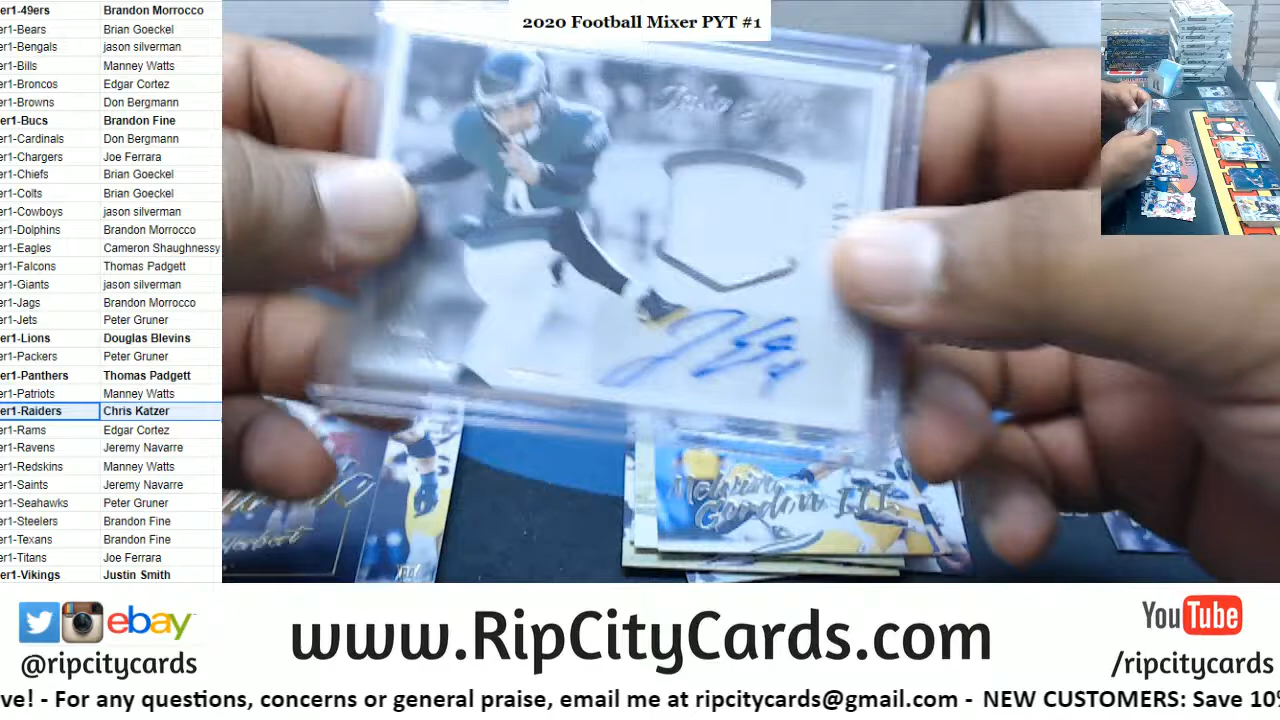 2020 Football Mixer PYT #1
er1-49ers Brandon Morrocco
er1-Bears Brian Goeckel
er1-Bengals jason silverman
er1-Bills Manney Watts
er1-Broncos Edgar Cortez
er1-Browns Don Bergmann
er1-Bucs Brandon Fine
er1-Cardinals Don Bergmann
er1-Chargers Joe Ferrara
er1-Chiefs Brian Goeckel
er1-Colts Brian Goeckel
er1-Cowboys jason silverman
er1-Dolphins Brandon Morrocco
er1-Eagles Cameron Shaughnessy
er1-Falcons Thomas Padgett
er1-Giants jason silverman
er1-Jags Brandon Morrocco
er1-Jets Peter Gruner
er1-Lions Douglas Blevins
er1-Packers Peter Gruner
er1-Panthers Thomas Padgett
er1-Patriots Manney Watts
er1-Raiders Chris Katzer
er1-Rams Edgar Cortez
er1-Ravens Jeremy Navarre
er1-Redskins Manney Watts
er1-Saints Jeremy Navarre
er1-Seahawks Peter Gruner
er1-Steelers Brandon Fine
er1-Texans Brandon Fine
er1-Titans Joe Ferrara
er1-Vikings Justin Smith
Melvin
Gordon III
Herbert
ebay
@ripcitycards
www.RipCityCards.com
YouTube
/ripcitycards
ve! - For any questions, concerns or general praise, email me at ripcitycards@gmail.com - NEW CUSTOMERS: Save 10%